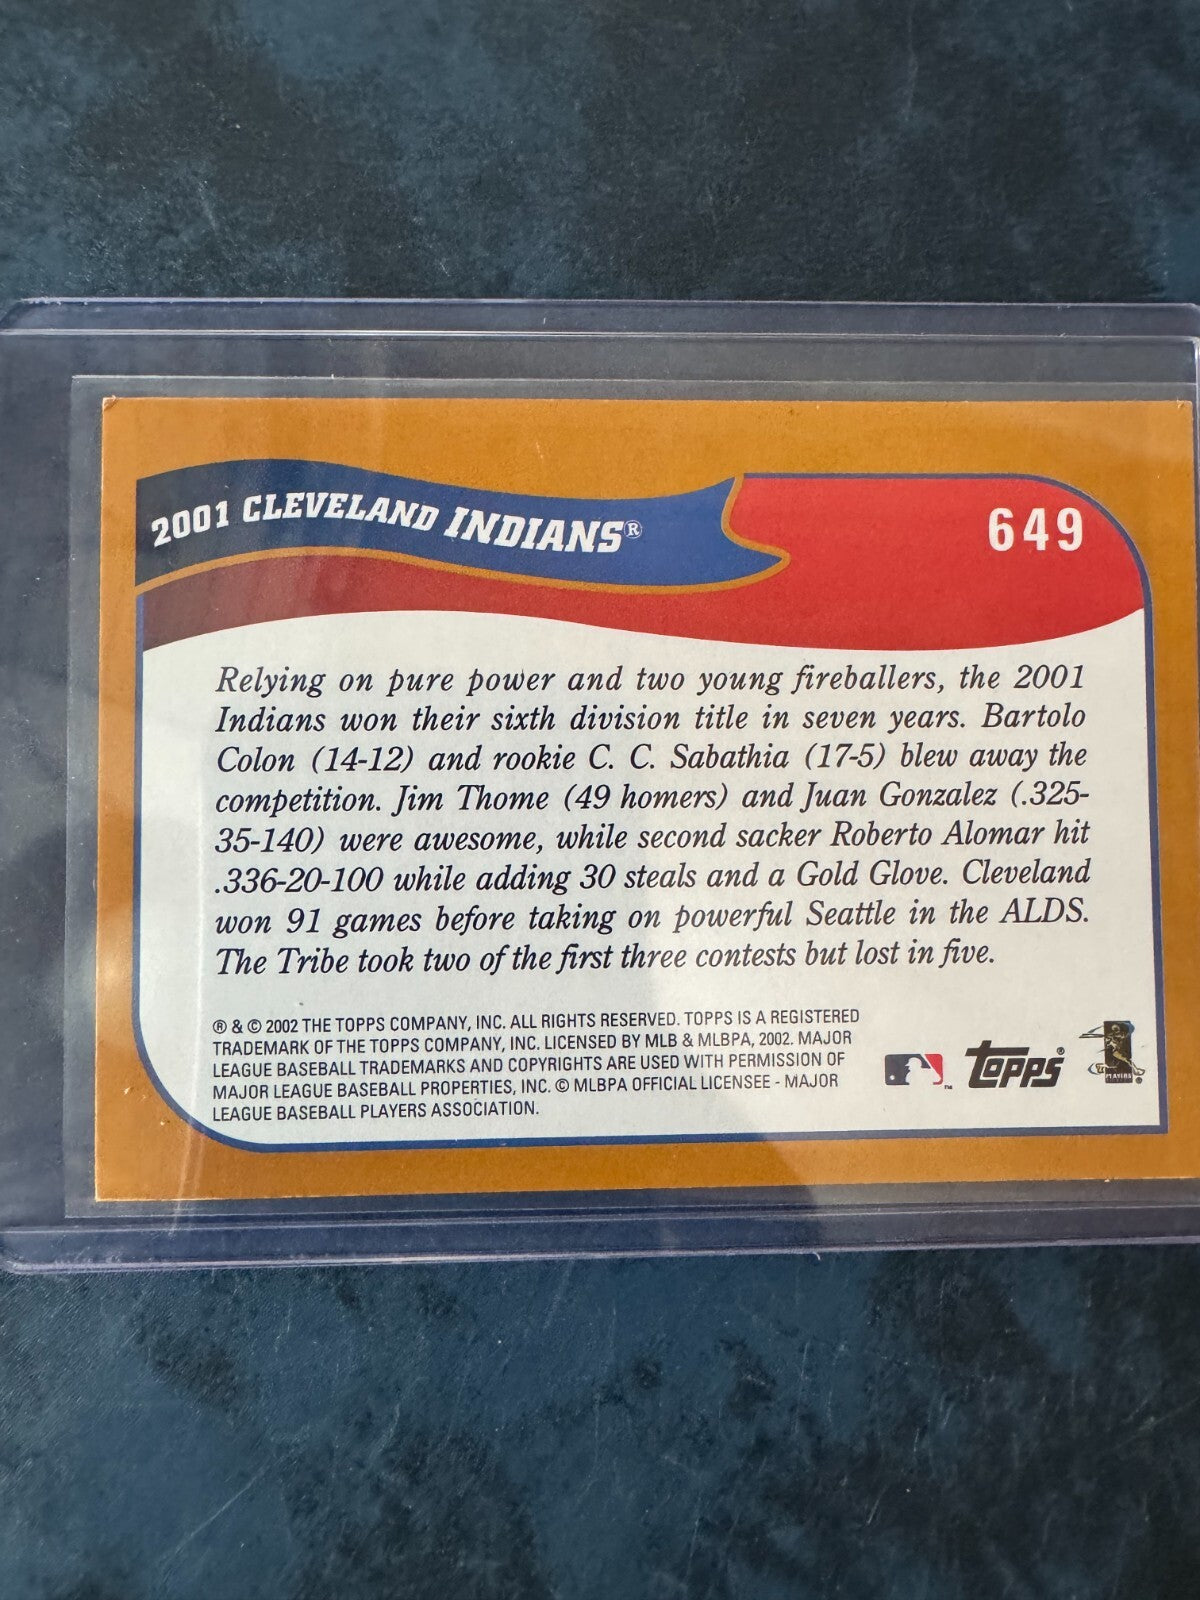 2001 CLEVELAND INDIANS®
649
Relying on pure power and two young fireballers, the 2001
Indians won their sixth division title in seven years. Bartolo
Colon (14-12) and rookie C. C. Sabathia (17-5) blew away the
competition. Jim Thome (49 homers) and Juan Gonzalez (.325-
35-140) were awesome, while second sacker Roberto Alomar hit
.336-20-100 while adding 30 steals and a Gold Glove. Cleveland
won 91 games before taking on powerful Seattle in the ALDS.
The Tribe took two of the first three contests but lost in five.
® & © 2002 THE TOPPS COMPANY, INC. ALL RIGHTS RESERVED. TOPPS IS A REGISTERED
TRADEMARK OF THE TOPPS COMPANY, INC. LICENSED BY MLB & MLBPA, 2002. MAJOR
LEAGUE BASEBALL TRADEMARKS AND COPYRIGHTS ARE USED WITH PERMISSION OF
MAJOR LEAGUE BASEBALL PROPERTIES, INC. © MLBPA OFFICIAL LICENSEE - MAJOR
LEAGUE BASEBALL PLAYERS ASSOCIATION.
TM
Topps®
PLAYERS ®